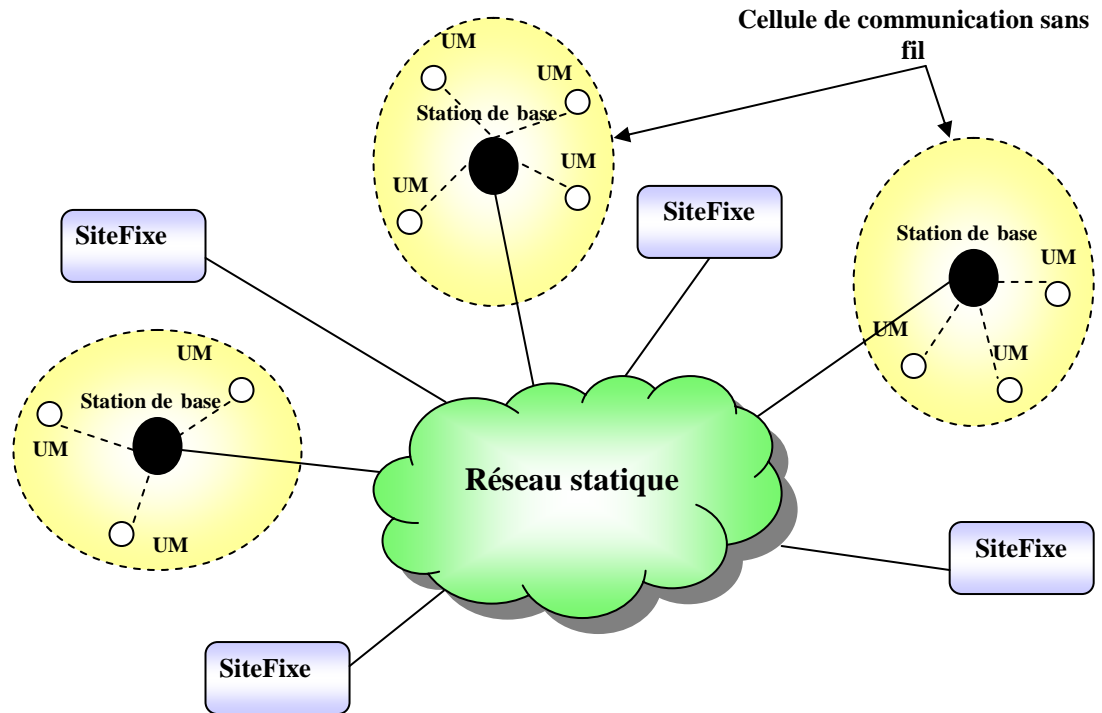 Cellule de communication sans
fil
UM
UM
Station de base
UM
UM
SiteFixe
SiteFixe
Station de base
UM
UM
UM
UM
Station de base
UM
UM
Réseau statique
SiteFixe
SiteFixe